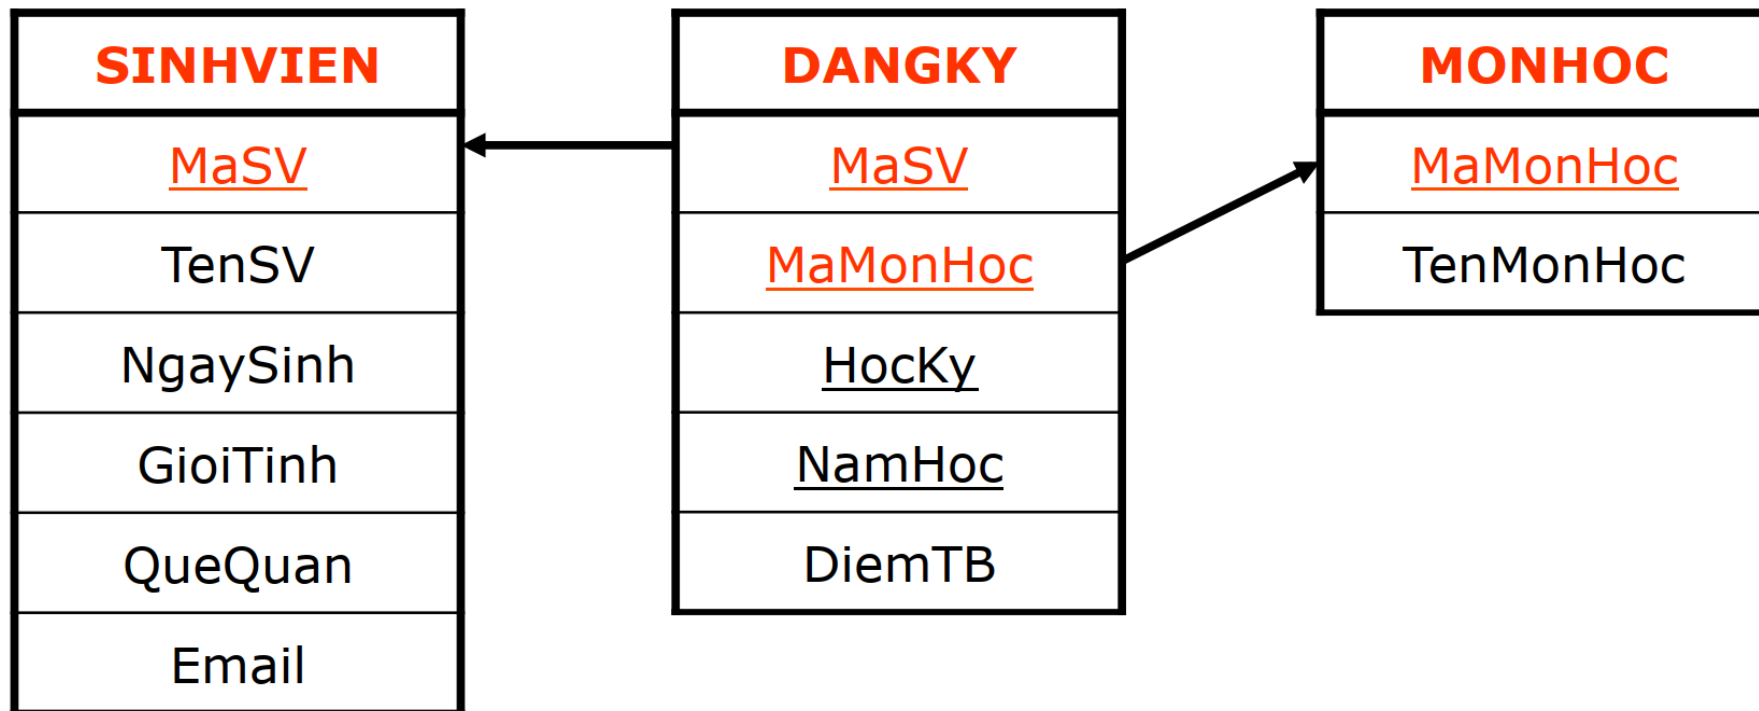 SINHVIEN
MaSV
TenSV
NgaySinh
GioiTinh
QueQuan
Email
DANGKY
MaSV
MaMonHoc
HocKy
NamHoc
DiemTB
MONHOC
MaMonHoc
TenMonHoc